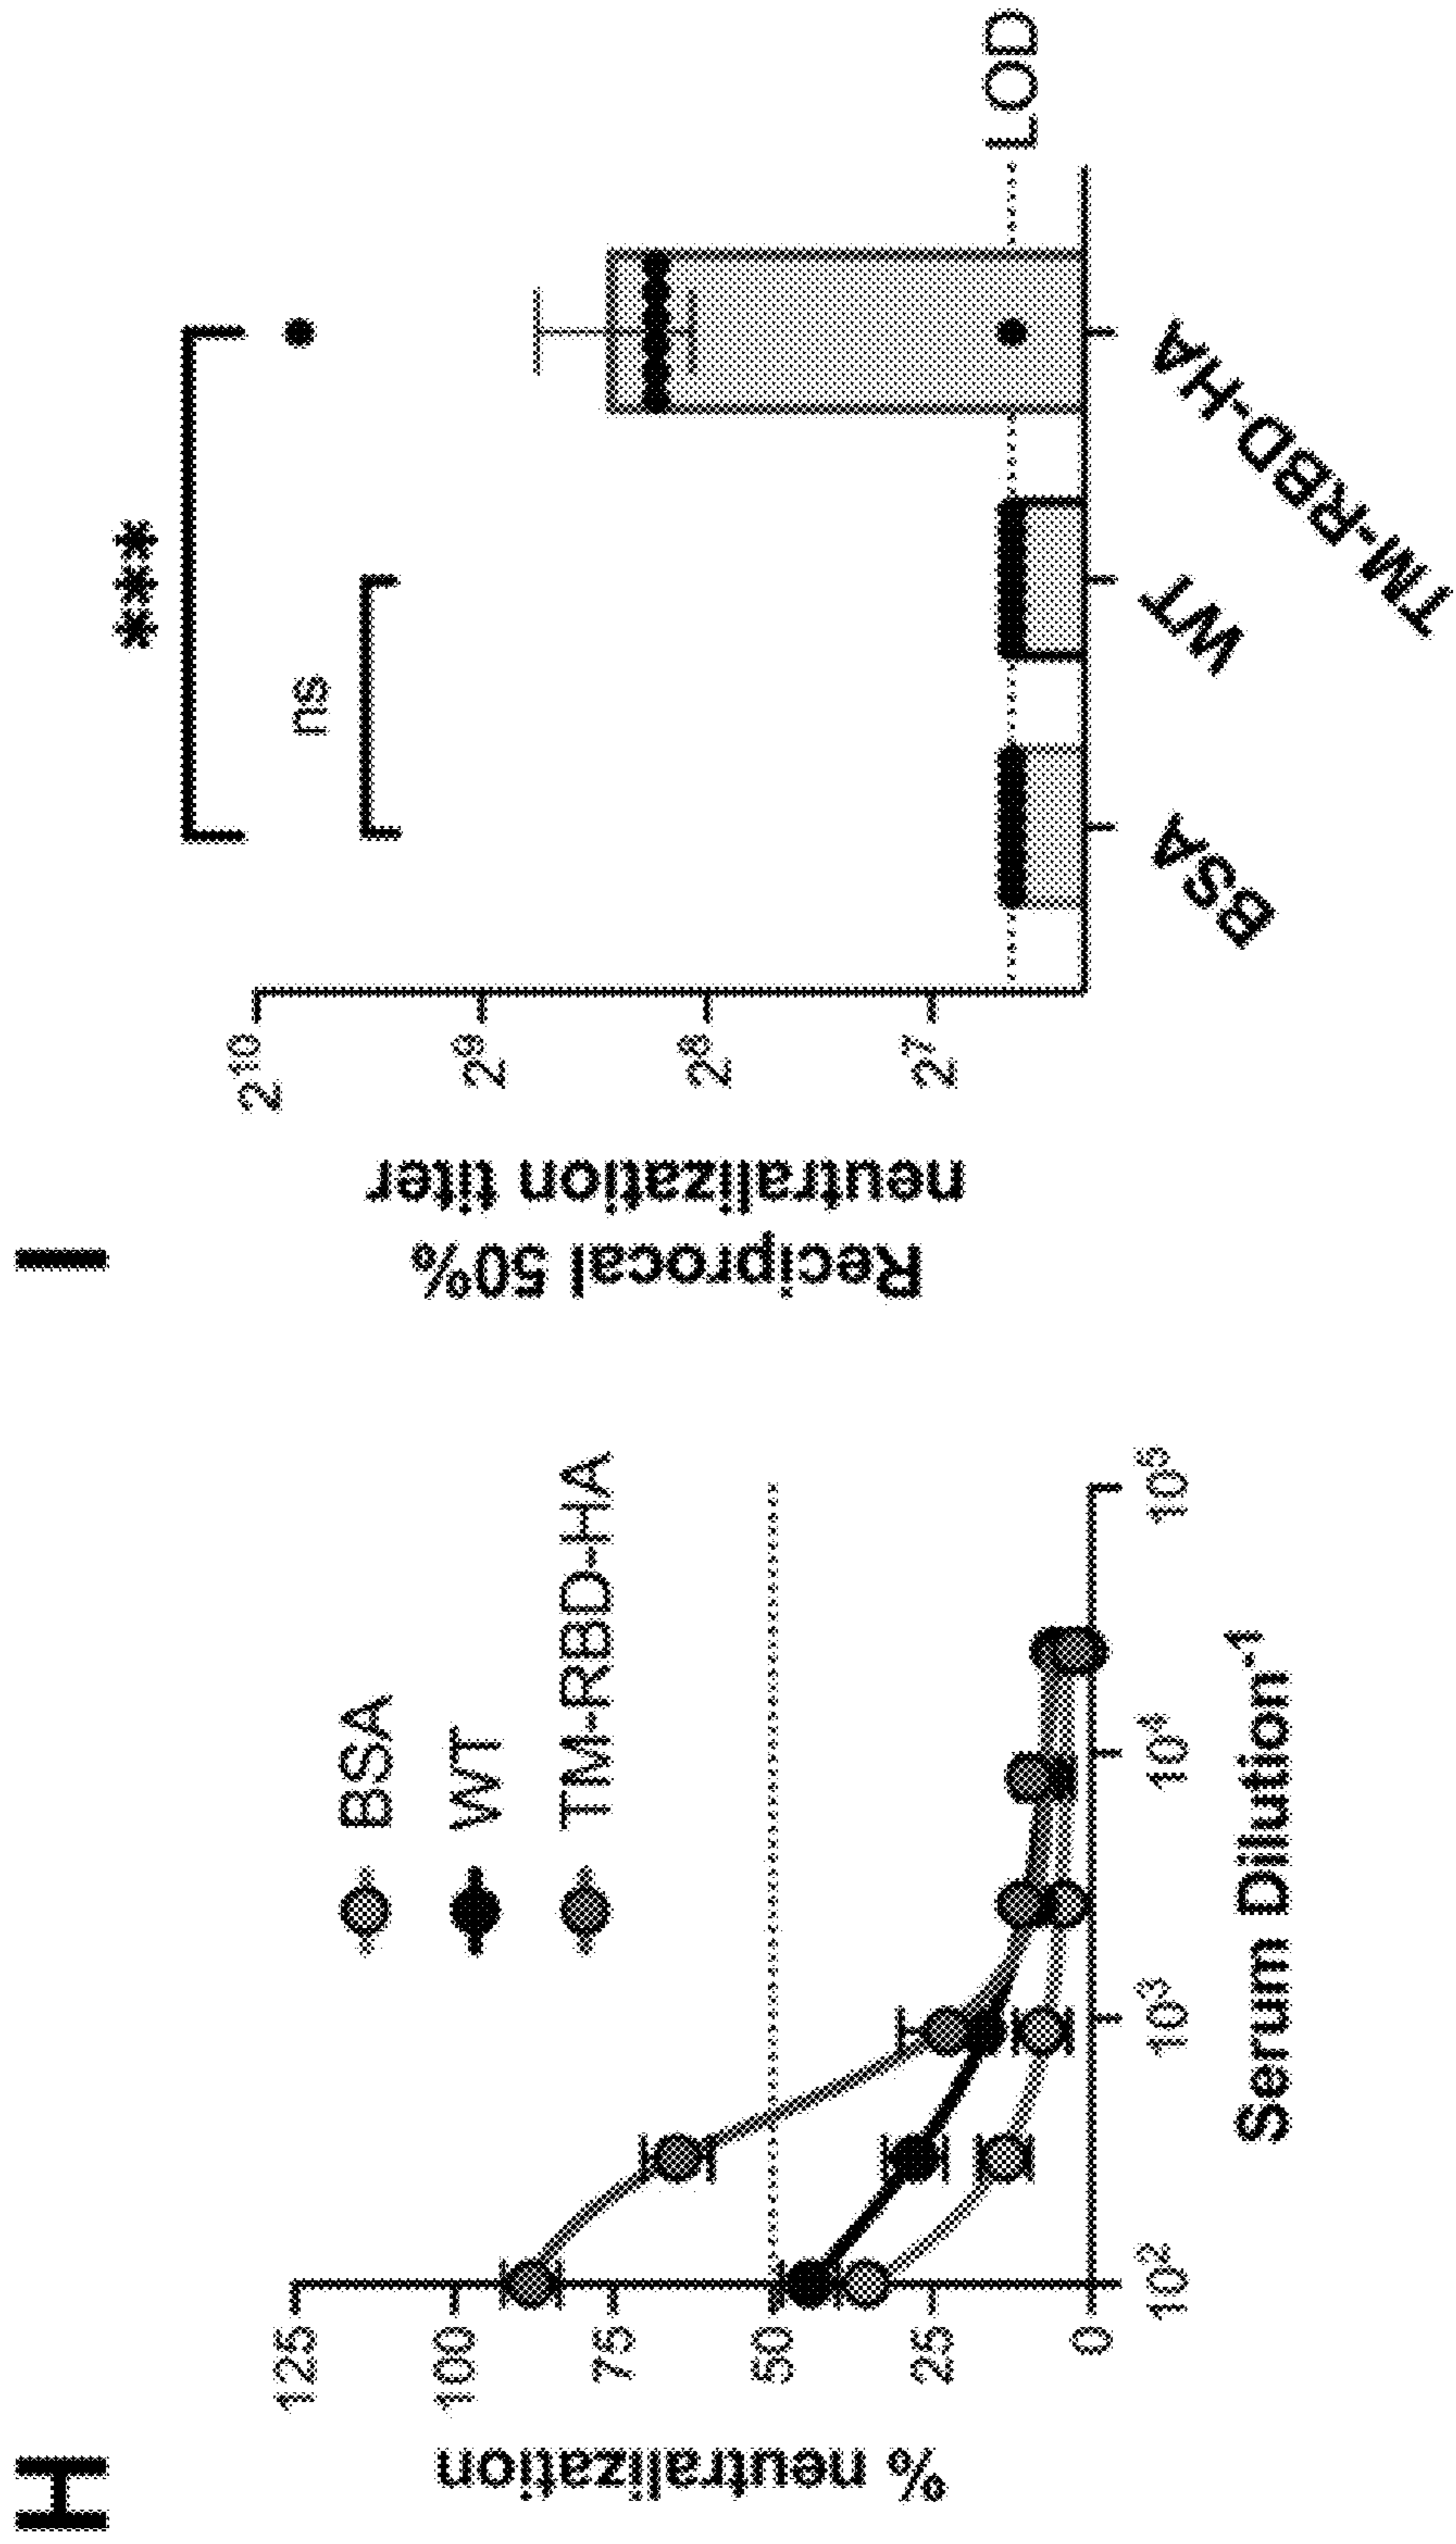 H
% neutralization
125
100
75
50
25
0
10²
10³
10⁴
10⁵
Serum Dilution⁻¹
BSA
WT
TM-RBD-HA
I
Reciprocal 50%
neutralization titer
2¹⁰
2⁹
2⁸
2⁷
***
ns
LOD
BSA
WT
TM-RBD-HA